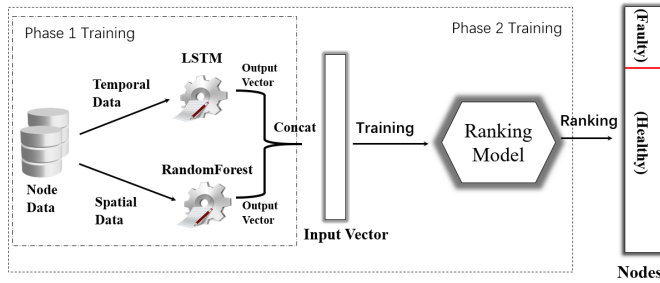 Phase 1 Training
Phase 2 Training
LSTM
Temporal
Data
Output
Vector
Node
Data
Concat
Training
Ranking
Model
Ranking
(Faulty)
(Healthy)
RandomForest
Spatial
Data
Output
Vector
Input Vector
Nodes